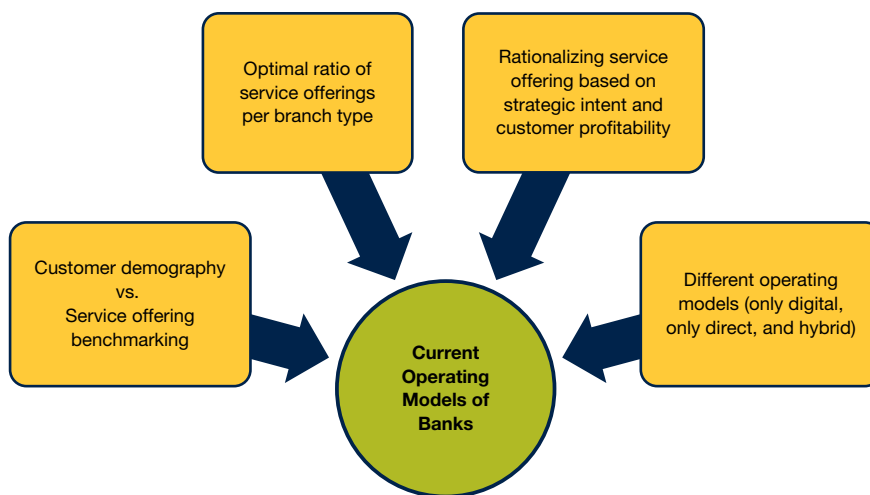 Optimal ratio of
service offerings
per branch type
Rationalizing service
offering based on
strategic intent and
customer profitability
Customer demography
vs.
Service offering
benchmarking
Different operating
models (only digital,
only direct, and hybrid)
Current
Operating
Models of
Banks